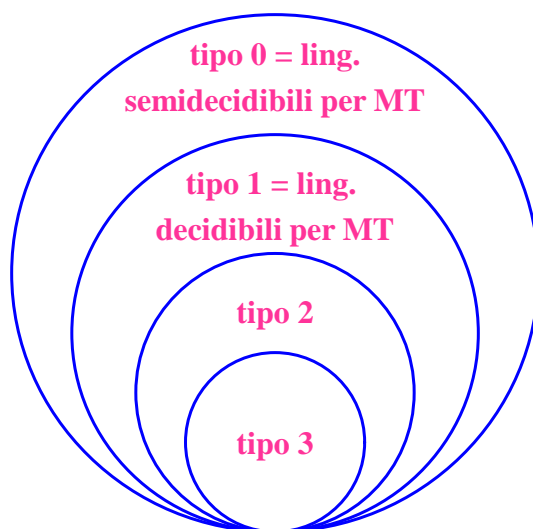 tipo 0 = ling.
semidecidibili per MT
tipo 1 = ling.
decidibili per MT
tipo 2
tipo 3